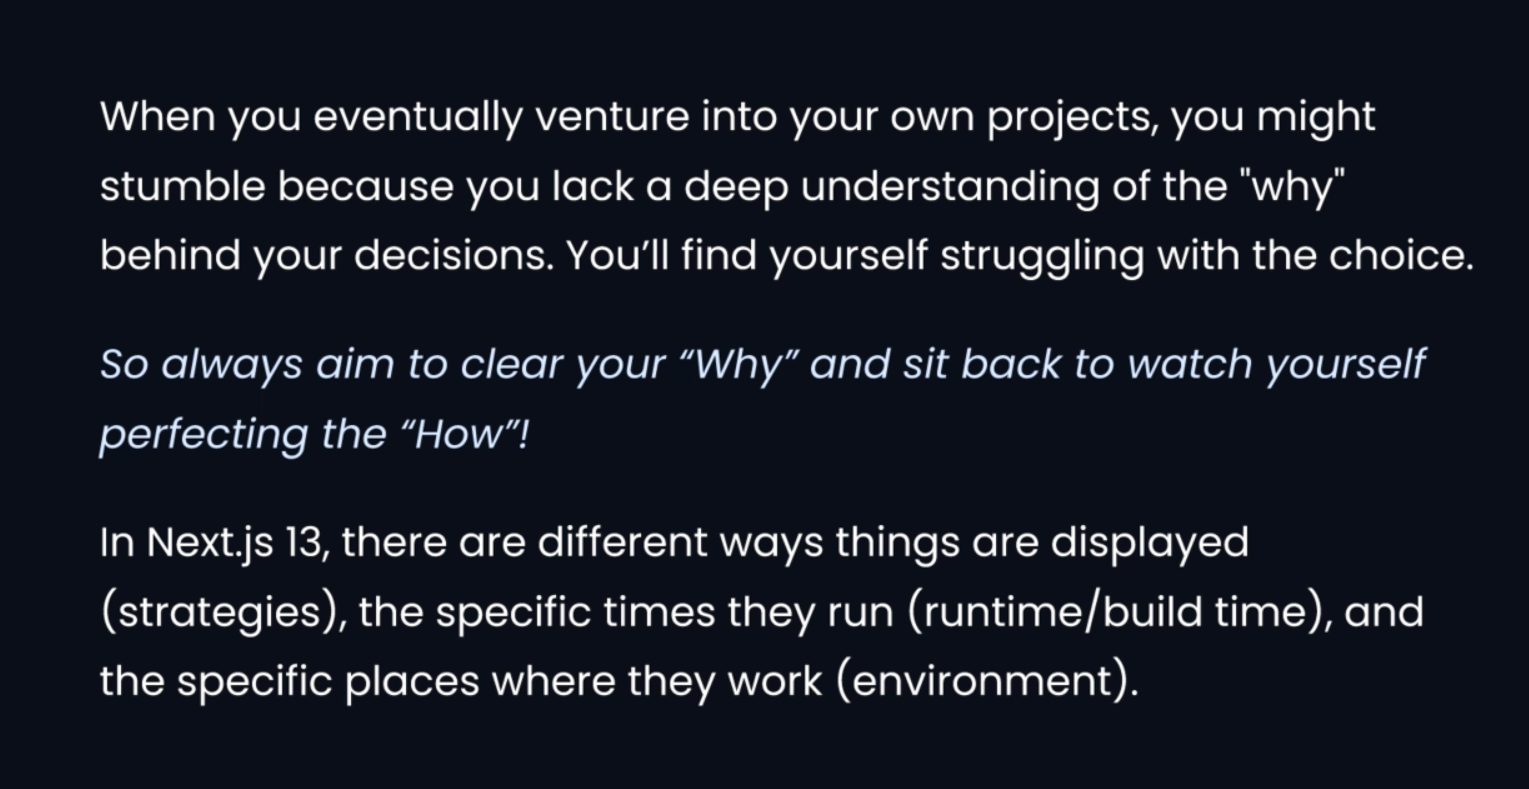 When you eventually venture into your own projects, you might
stumble because you lack a deep understanding of the "why"
behind your decisions. You’ll find yourself struggling with the choice.
So always aim to clear your “Why” and sit back to watch yourself
perfecting the “How”!
In Next.js 13, there are different ways things are displayed
(strategies), the specific times they run (runtime/build time), and
the specific places where they work (environment).